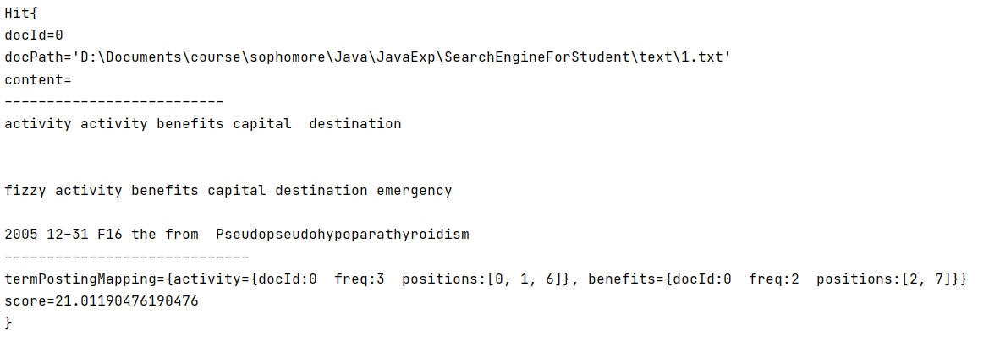 Hit{
docId=0
docPath='D:\Documents\course\sophomore\Java\JavaExp\SearchEngineForStudent\text\1.txt'
content=
--------------------------
activity activity benefits capital  destination
fizzy activity benefits capital destination emergency
2005 12-31 F16 the from  Pseudopseudohypoparathyroidism
-----------------------------
termPostingMapping={activity={docId:0  freq:3  positions:[0, 1, 6]}, benefits={docId:0  freq:2  positions:[2, 7]}}
score=21.01190476190476
}